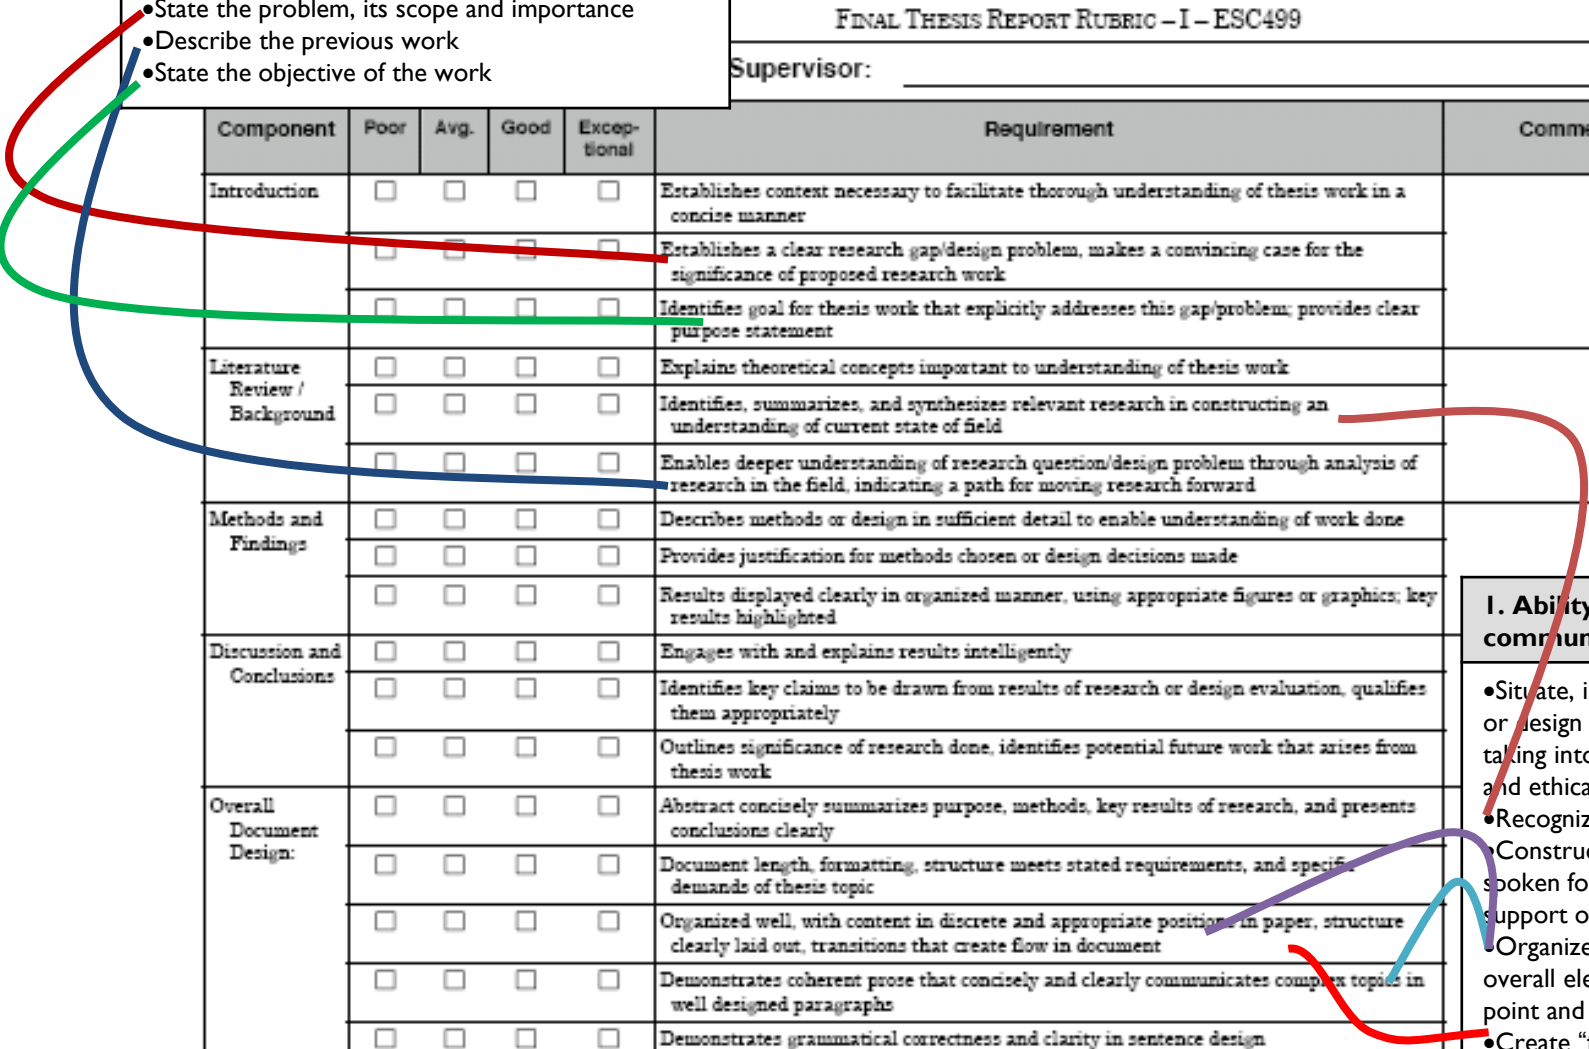 •State the problem, its scope and importance
•Describe the previous work
•State the objective of the work
FINAL THESIS REPORT RUBRIC – I – ESC499
Supervisor:
Component Poor Avg. Good Excep- Requirement
tional
Introduction Establishes context necessary to facilitate thorough understanding of thesis work in a
concise manner
Establishes a clear research gap/design problem, makes a convincing case for the
significance of proposed research work
Identifies goal for thesis work that explicitly addresses this gap/problem; provides clear
purpose statement
Literature Explains theoretical concepts important to understanding of thesis work
Review /
Background
Identifies, summarizes, and synthesizes relevant research in constructing an
understanding of current state of field
Enables deeper understanding of research question/design problem through analysis of
research in the field, indicating a path for moving research forward
Methods and Describes methods or design in sufficient detail to enable understanding of work done
Findings
Provides justification for methods chosen or design decisions made
Results displayed clearly in organized manner, using appropriate figures or graphics; key
results highlighted
Discussion and Engages with and explains results intelligently
Conclusions
Identifies key claims to be drawn from results of research or design evaluation, qualifies
them appropriately
Outlines significance of research done, identifies potential future work that arises from
thesis work
Overall Abstract concisely summarizes purpose, methods, key results of research, and presents
Document conclusions clearly
Design:
Document length, formatting, structure meets stated requirements, and specific
demands of thesis topic
Organized well, with content in discrete and appropriate positions in paper, structure
clearly laid out, transitions that create flow in document
Demonstrates coherent prose that concisely and clearly communicates complex topics in
well designed paragraphs
Demonstrates grammatical correctness and clarity in sentence design
1. Ability
•Situate,
or design
taking into
and
•Organize
overall
point and
•Create